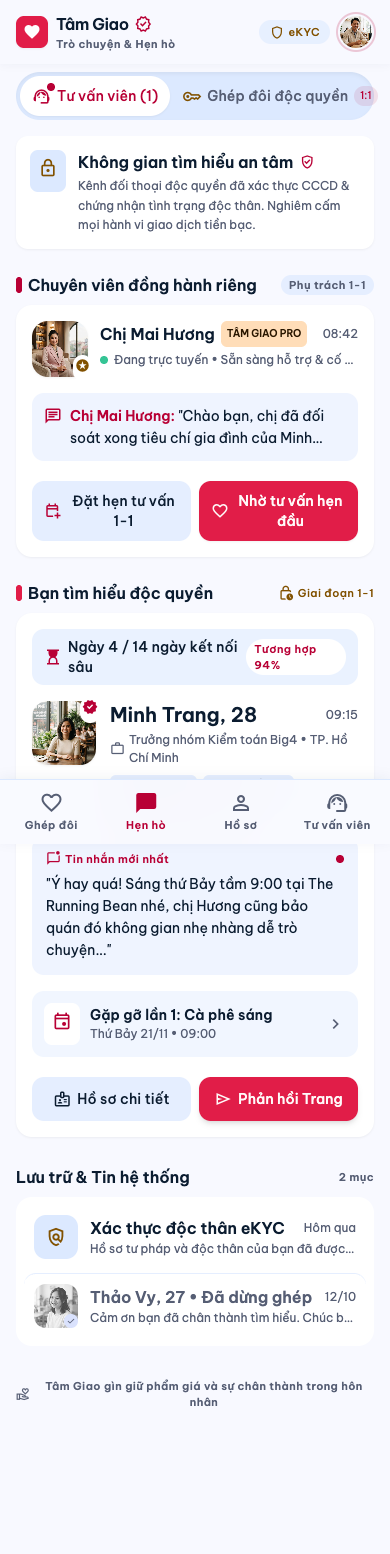 Tâm Giao
Trò chuyện & Hẹn hò
eKYC
Tư vấn viên (1)
Ghép đôi độc quyền
1:1
Không gian tìm hiểu an tâm
Kênh đối thoại độc quyền đã xác thực CCCD &
chứng nhận tình trạng độc thân. Nghiêm cấm
mọi hành vi giao dịch tiền bạc.
Chuyên viên đồng hành riêng
Phụ trách 1-1
Chị Mai Hương
TÂM GIAO PRO
08:42
Đang trực tuyến • Sẵn sàng hỗ trợ & cố ...
Chị Mai Hương: "Chào bạn, chị đã đối
soát xong tiêu chí gia đình của Minh...
Đặt hẹn tư vấn
1-1
Nhờ tư vấn hẹn
đầu
Bạn tìm hiểu độc quyền
Giai đoạn 1-1
Ngày 4 / 14 ngày kết nối
sâu
Tương hợp
94%
Minh Trang, 28
09:15
Trưởng nhóm Kiểm toán Big4 • TP. Hồ
Chí Minh
Ghép đôi
Hẹn hò
Hồ sơ
Tư vấn viên
Tin nhắn mới nhất
"Ý hay quá! Sáng thứ Bảy tầm 9:00 tại The
Running Bean nhé, chị Hương cũng bảo
quán đó không gian nhẹ nhàng dễ trò
chuyện..."
Gặp gỡ lần 1: Cà phê sáng
Thứ Bảy 21/11 • 09:00
Hồ sơ chi tiết
Phản hồi Trang
Lưu trữ & Tin hệ thống
2 mục
Xác thực độc thân eKYC
Hôm qua
Hồ sơ tư pháp và độc thân của bạn đã được...
Thảo Vy, 27 • Đã dừng ghép
12/10
Cảm ơn bạn đã chân thành tìm hiểu. Chúc b...
Tâm Giao gìn giữ phẩm giá và sự chân thành trong hôn
nhân